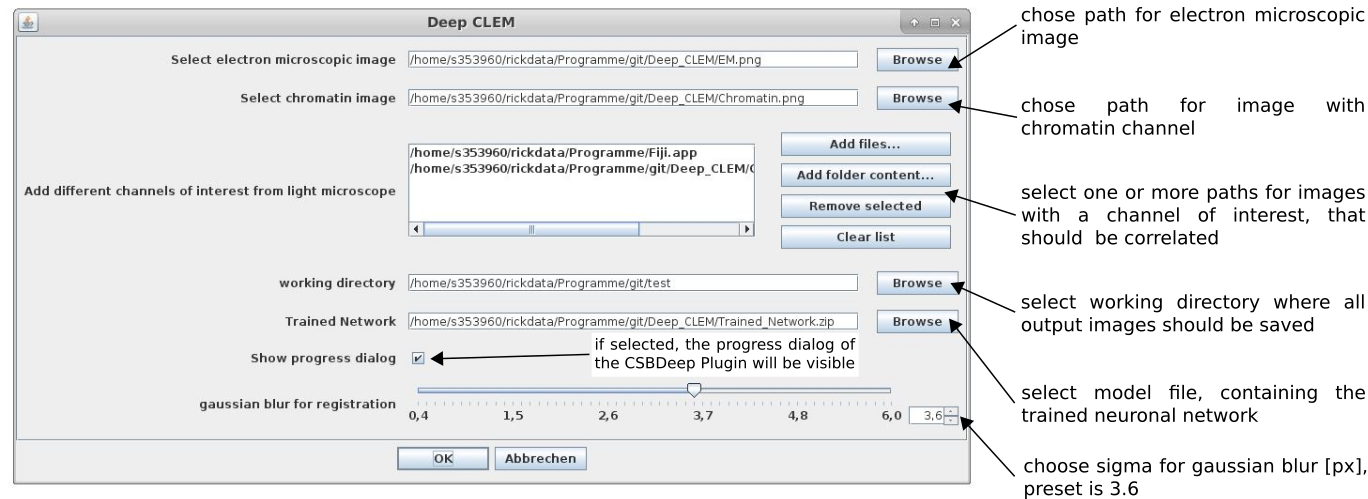 Deep CLEM
Select electron microscopic image /home/s353960/rickdata/Programme/git/Deep_CLEM/EM.png Browse
chose path for electron microscopic
image
Select chromatin image /home/s353960/rickdata/Programme/git/Deep_CLEM/Chromatin.png Browse
chose path for image with
chromatin channel
Add different channels of interest from light microscope
/home/s353960/rickdata/Programme/Fiji.app
/home/s353960/rickdata/Programme/git/Deep_CLEM/
Add files...
Add folder content...
Remove selected
Clear list
select one or more paths for images
with a channel of interest, that
should be correlated
working directory /home/s353960/rickdata/Programme/git/test Browse
select working directory where all
output images should be saved
Trained Network /home/s353960/rickdata/Programme/git/Deep_CLEM/Trained_Network.zip Browse
select model file, containing the
trained neuronal network
Show progress dialog
if selected, the progress dialog of
the CSBDeep Plugin will be visible
gaussian blur for registration
0,4 1,5 2,6 3,7 4,8 6,0 3,6
choose sigma for gaussian blur [px],
preset is 3.6
OK Abbrechen